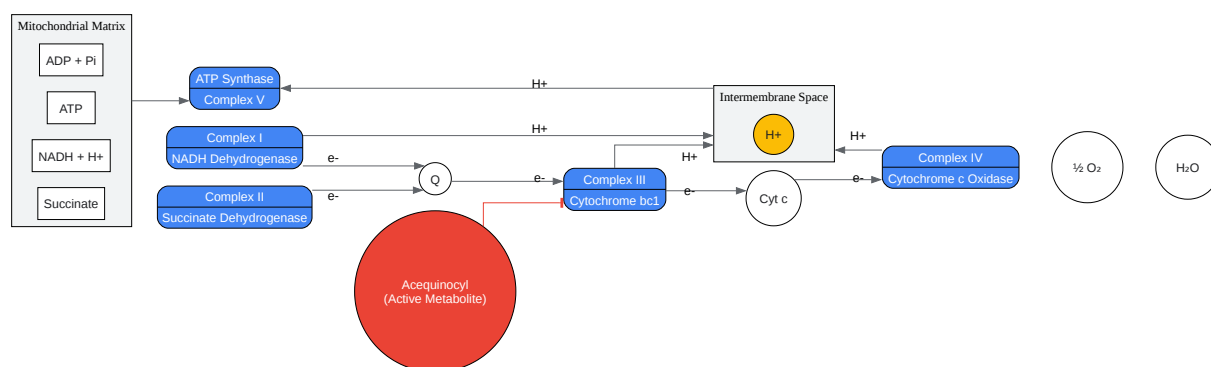 Mitochondrial Matrix
ADP + Pi
ATP
NADH + H+
Succinate
ATP Synthase
Complex V
Complex I
NADH Dehydrogenase
Complex II
Succinate Dehydrogenase
H+
H+
e-
e-
Q
e-
Acequinocyl
(Active Metabolite)
Complex III
Cytochrome bc1
H+
e-
Intermembrane Space
H+
Cyt c
H+
e-
Complex IV
Cytochrome c Oxidase
½ O₂
H₂O